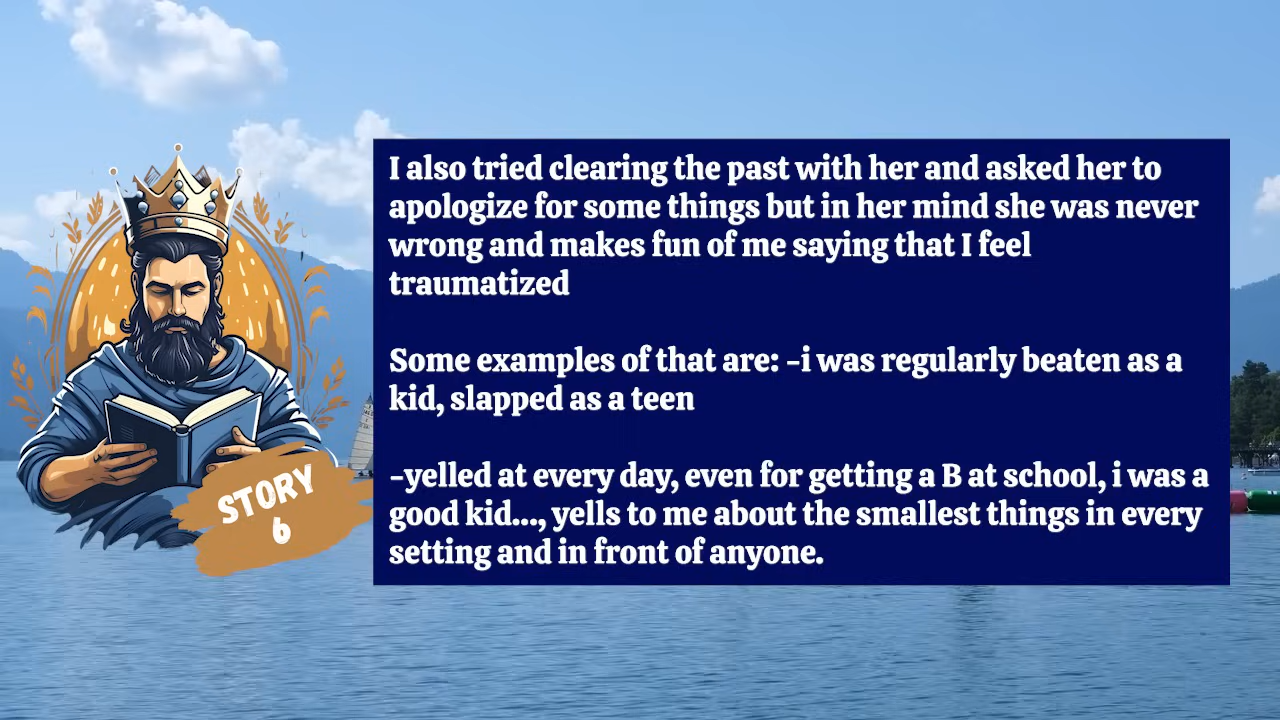 I also tried clearing the past with her and asked her to
apologize for some things but in her mind she was never
wrong and makes fun of me saying that I feel
traumatized
Some examples of that are: -i was regularly beaten as a
kid, slapped as a teen
-yelled at every day, even for getting a B at school, i was a
good kid..., yells to me about the smallest things in every
setting and in front of anyone.
STORY
6